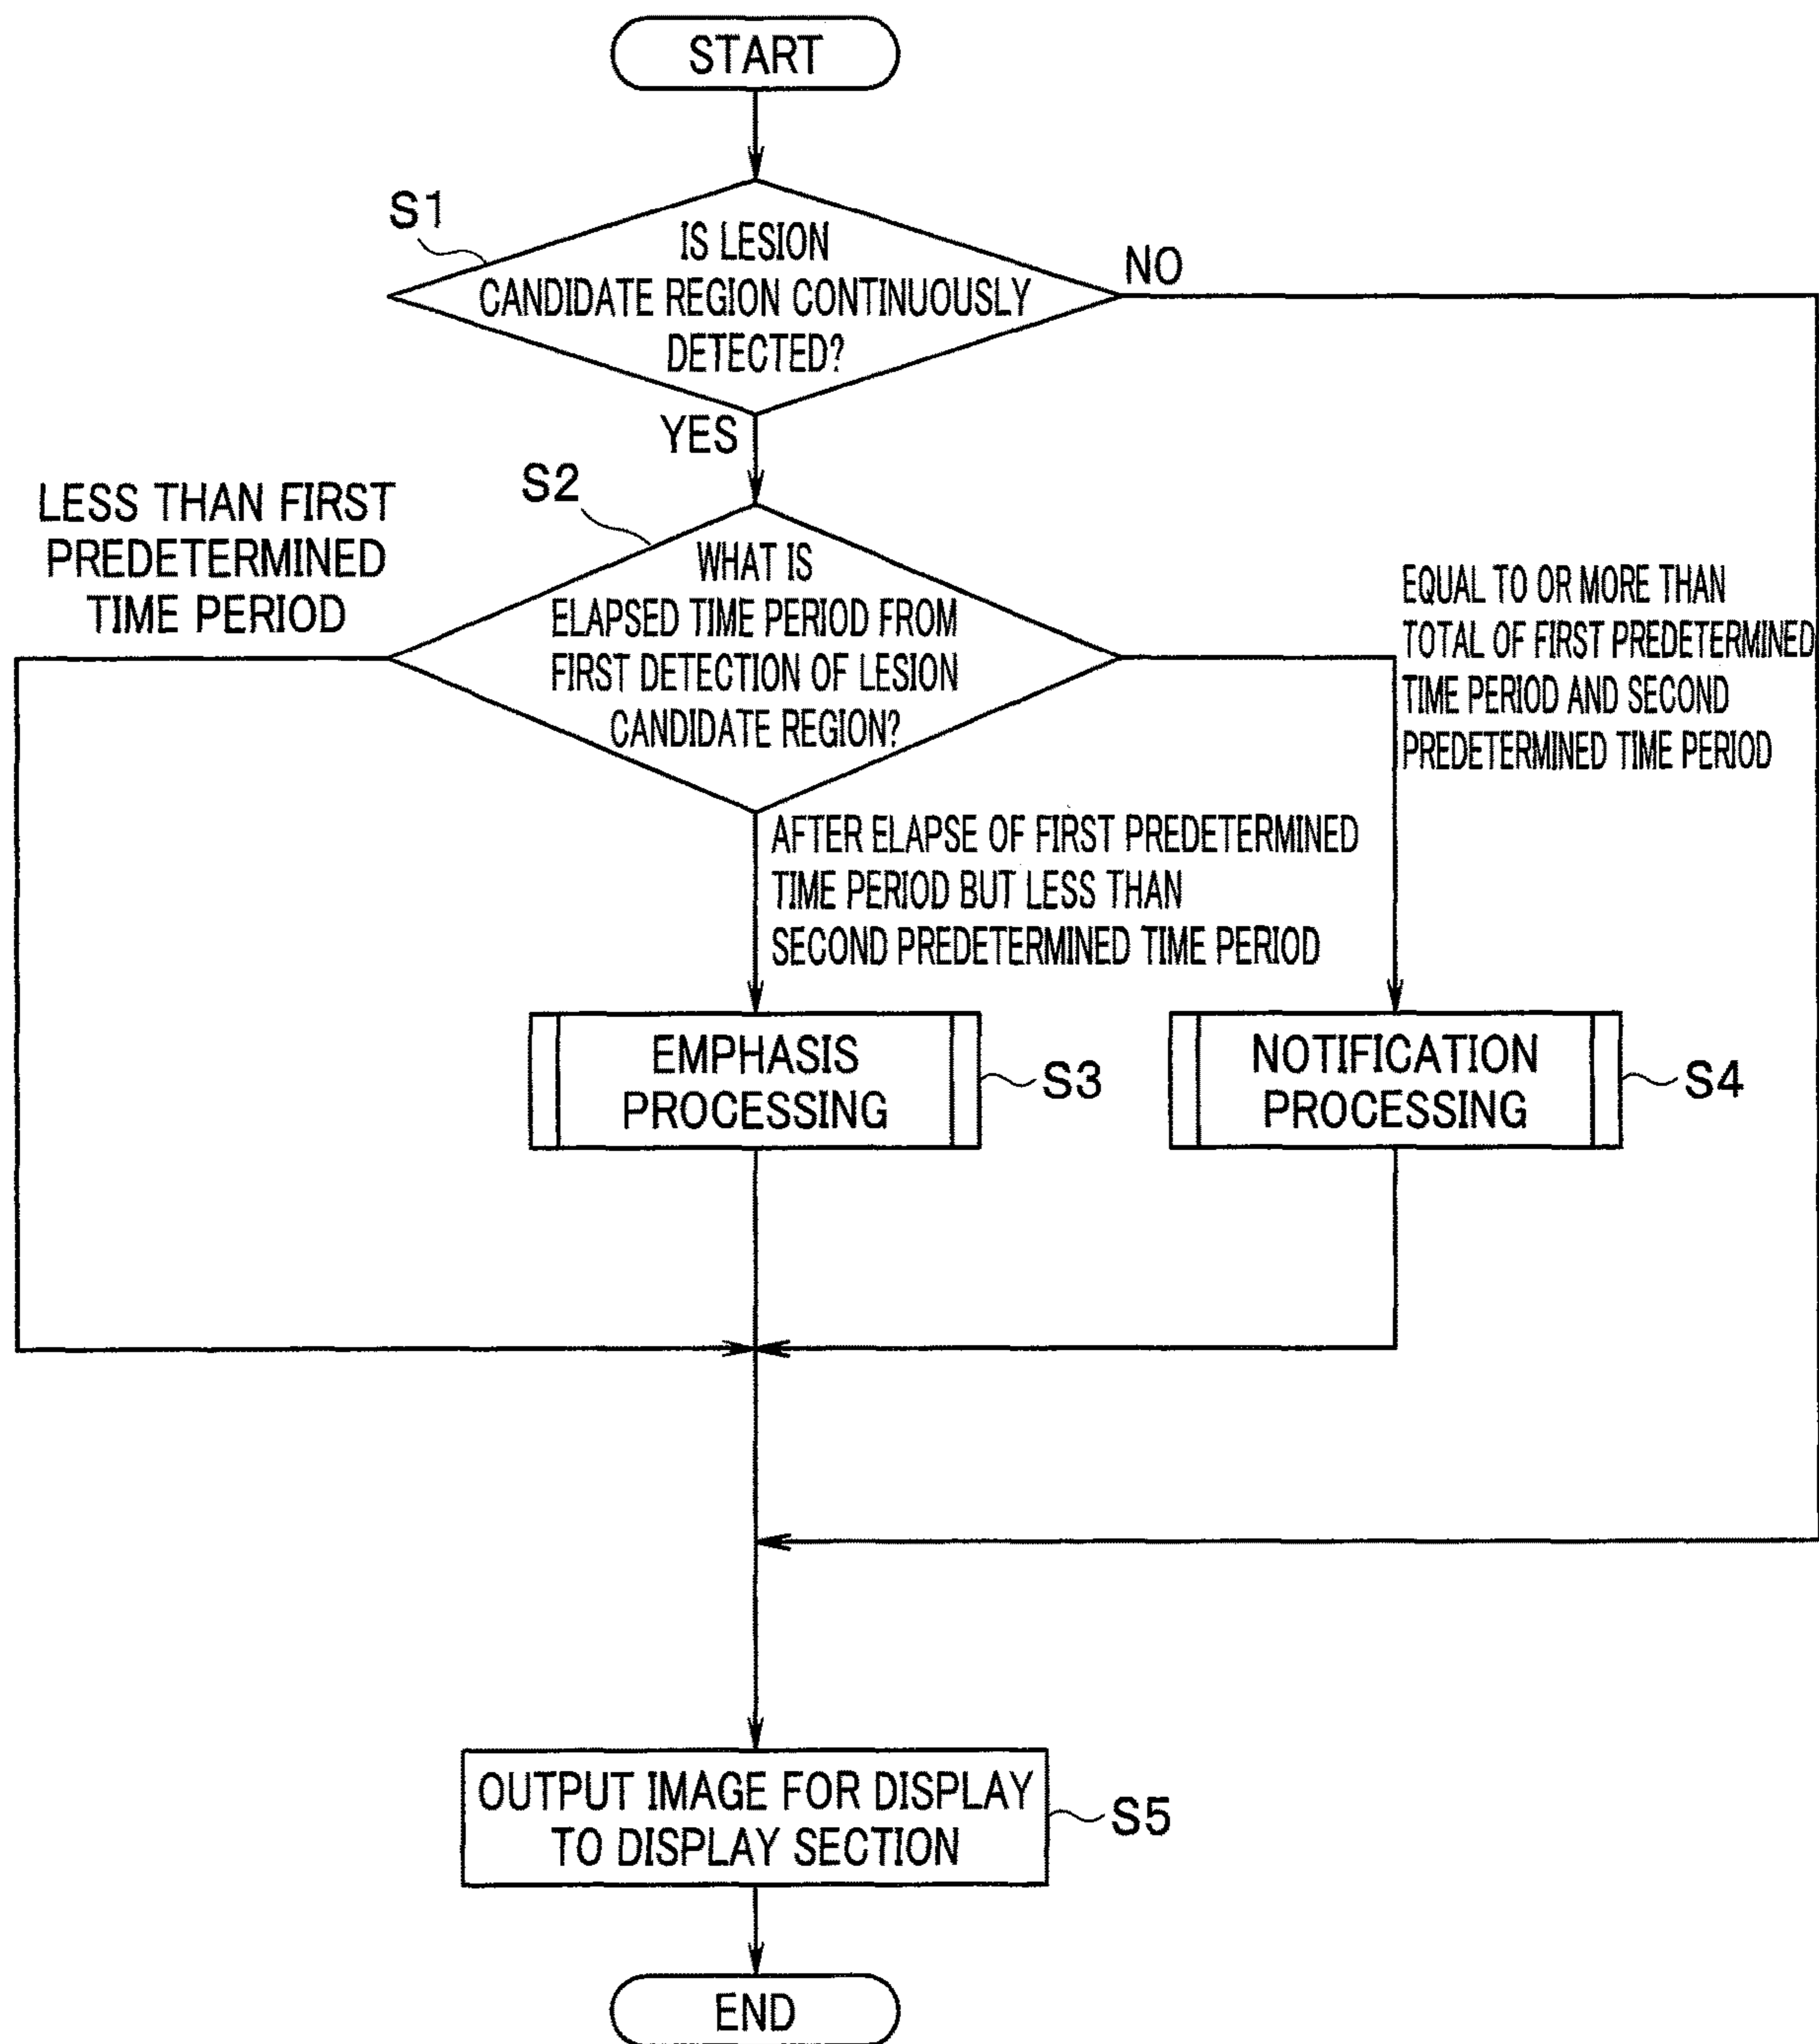 START
S1
IS LESION
CANDIDATE REGION CONTINUOUSLY
DETECTED?
NO
YES
S2
LESS THAN FIRST
PREDETERMINED
TIME PERIOD
WHAT IS
ELAPSED TIME PERIOD FROM
FIRST DETECTION OF LESION
CANDIDATE REGION?
EQUAL TO OR MORE THAN
TOTAL OF FIRST PREDETERMINED
TIME PERIOD AND SECOND
PREDETERMINED TIME PERIOD
AFTER ELAPSE OF FIRST PREDETERMINED
TIME PERIOD BUT LESS THAN
SECOND PREDETERMINED TIME PERIOD
EMPHASIS
PROCESSING
S3
NOTIFICATION
PROCESSING
S4
OUTPUT IMAGE FOR DISPLAY
TO DISPLAY SECTION
S5
END